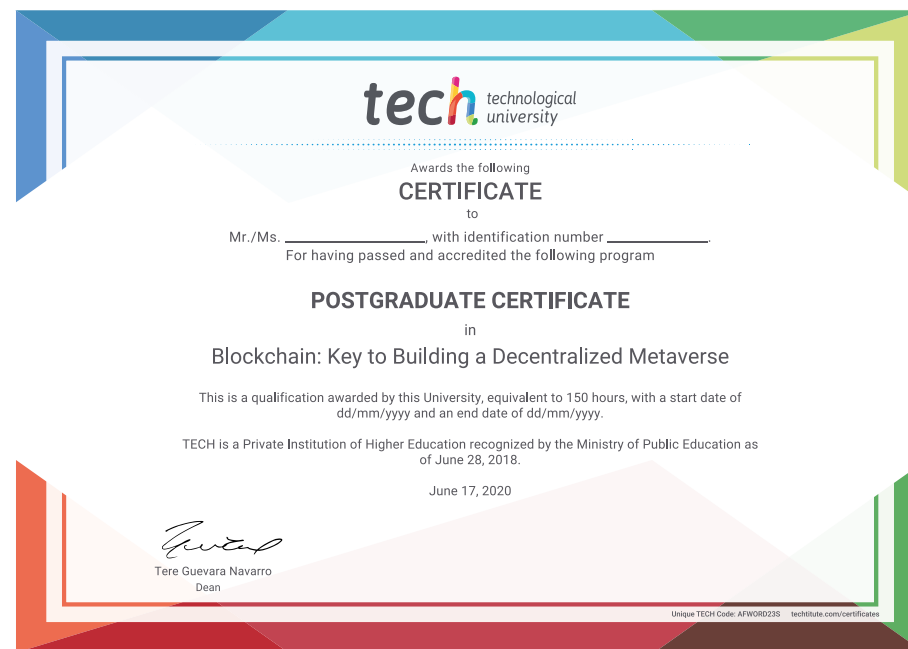 tech technological
university
Awards the following
CERTIFICATE
to
Mr./Ms. ____________________, with identification number ______________.
For having passed and accredited the following program
POSTGRADUATE CERTIFICATE
in
Blockchain: Key to Building a Decentralized Metaverse
This is a qualification awarded by this University, equivalent to 150 hours, with a start date of
dd/mm/yyyy and an end date of dd/mm/yyyy.
TECH is a Private Institution of Higher Education recognized by the Ministry of Public Education as
of June 28, 2018.
June 17, 2020
Tere Guevara Navarro
Dean
Unique TECH Code: AFWORD23S techtitute.com/certificates